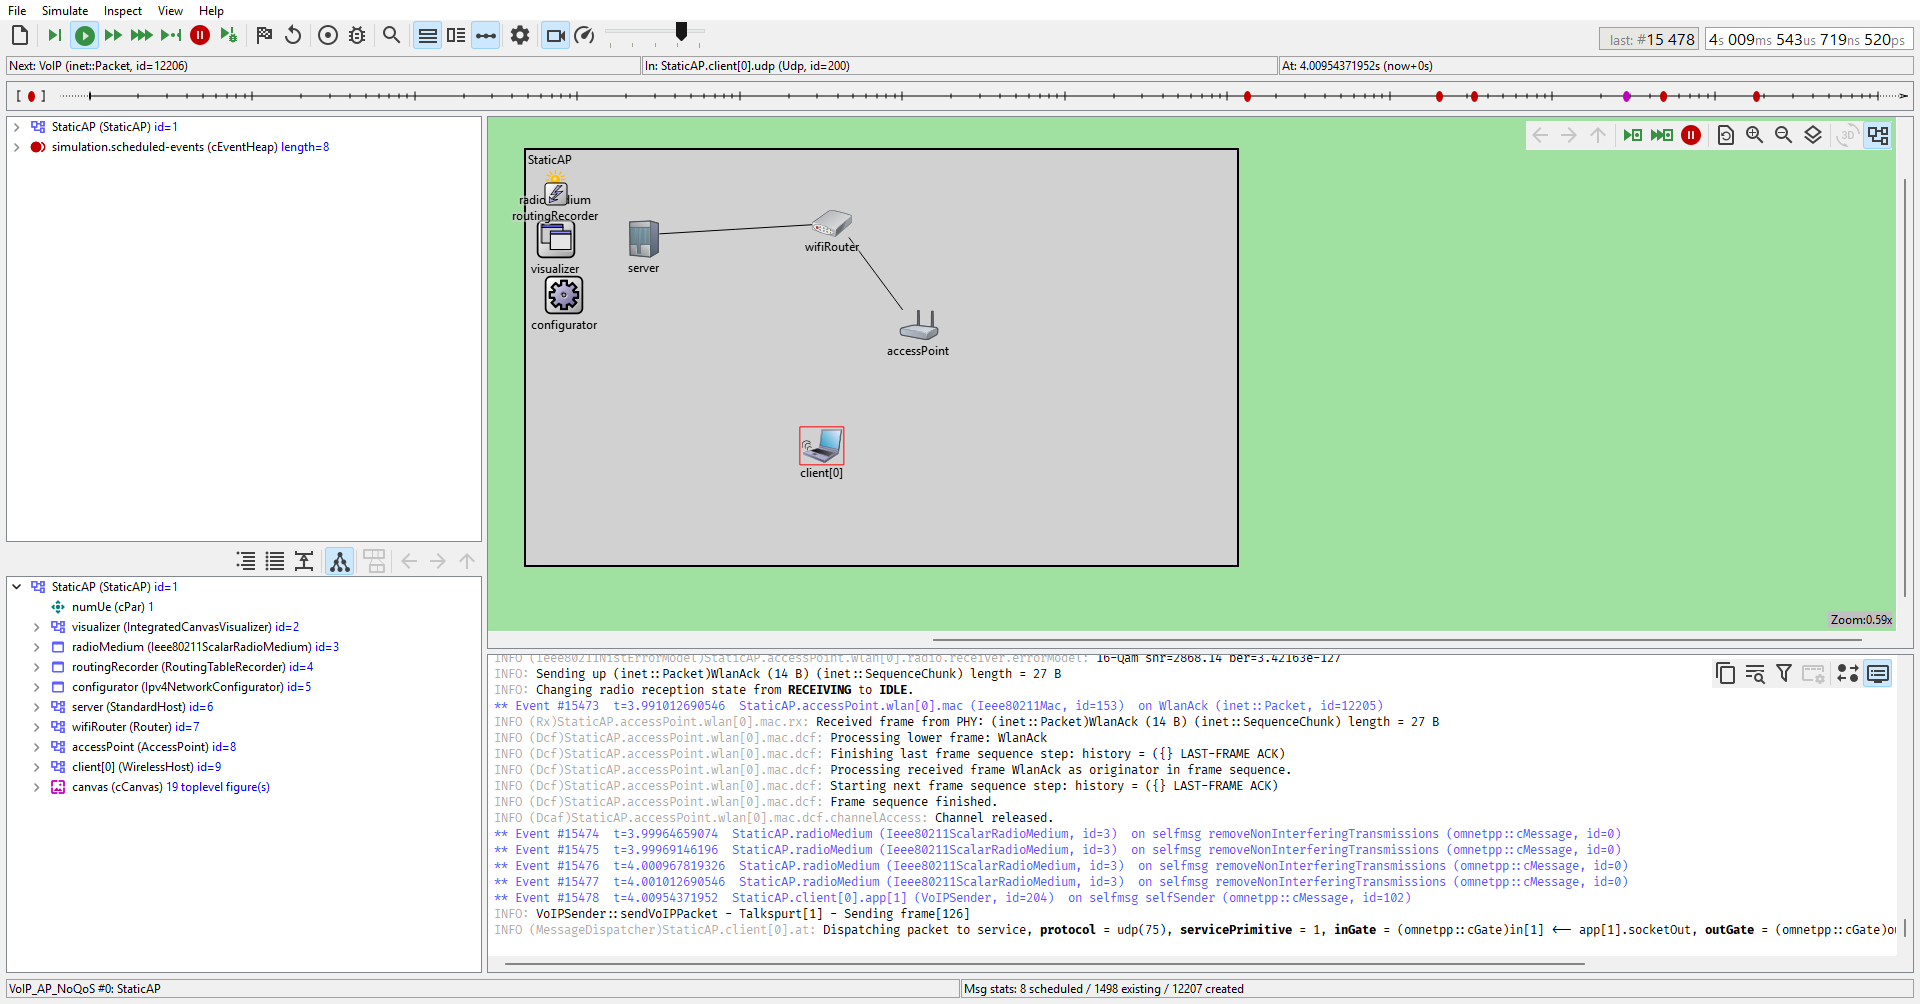 File Simulate Inspect View Help
last: #15 478 4s 009ms 543us 719ns 520ps
Next: VoIP (inet::Packet, id=12206) In: StaticAP.client[0].udp (Udp, id=200) At: 4.00954371952s (now+0s)
StaticAP (StaticAP) id=1
simulation.scheduled-events (cEventHeap) length=8
3D
StaticAP
routingRecorder
visualizer
configurator
server
wifiRouter
accessPoint
client[0]
Zoom:0.59x
StaticAP (StaticAP) id=1
numUe (cPar) 1
visualizer (IntegratedCanvasVisualizer) id=2
radioMedium (Ieee80211ScalarRadioMedium) id=3
routingRecorder (RoutingTableRecorder) id=4
configurator (Ipv4NetworkConfigurator) id=5
server (StandardHost) id=6
wifiRouter (Router) id=7
accessPoint (AccessPoint) id=8
client[0] (WirelessHost) id=9
canvas (cCanvas) 19 toplevel figure(s)
INFO (Ieee80211NistErrorModel)StaticAP.accessPoint.wlan[0].radio.receiver.errorModel: 16-Qam snr=2868.14 ber=3.42163e-127
INFO: Sending up (inet::Packet)WlanAck (14 B) (inet::SequenceChunk) length = 27 B
INFO: Changing radio reception state from RECEIVING to IDLE.
** Event #15473 t=3.991012690546 StaticAP.accessPoint.wlan[0].mac (Ieee80211Mac, id=153) on WlanAck (inet::Packet, id=12205)
INFO (Rx)StaticAP.accessPoint.wlan[0].mac.rx: Received frame from PHY: (inet::Packet)WlanAck (14 B) (inet::SequenceChunk) length = 27 B
INFO (Dcf)StaticAP.accessPoint.wlan[0].mac.dcf: Processing lower frame: WlanAck
INFO (Dcf)StaticAP.accessPoint.wlan[0].mac.dcf: Finishing last frame sequence step: history = ({} LAST-FRAME ACK)
INFO (Dcf)StaticAP.accessPoint.wlan[0].mac.dcf: Processing received frame WlanAck as originator in frame sequence.
INFO (Dcf)StaticAP.accessPoint.wlan[0].mac.dcf: Starting next frame sequence step: history = ({} LAST-FRAME ACK)
INFO (Dcf)StaticAP.accessPoint.wlan[0].mac.dcf: Frame sequence finished.
INFO (Dcaf)StaticAP.accessPoint.wlan[0].mac.dcf.channelAccess: Channel released.
** Event #15474 t=3.99964659074 StaticAP.radioMedium (Ieee80211ScalarRadioMedium, id=3) on selfmsg removeNonInterferingTransmissions (omnetpp::cMessage, id=0)
** Event #15475 t=3.99969146196 StaticAP.radioMedium (Ieee80211ScalarRadioMedium, id=3) on selfmsg removeNonInterferingTransmissions (omnetpp::cMessage, id=0)
** Event #15476 t=4.000967819326 StaticAP.radioMedium (Ieee80211ScalarRadioMedium, id=3) on selfmsg removeNonInterferingTransmissions (omnetpp::cMessage, id=0)
** Event #15477 t=4.001012690546 StaticAP.radioMedium (Ieee80211ScalarRadioMedium, id=3) on selfmsg removeNonInterferingTransmissions (omnetpp::cMessage, id=0)
** Event #15478 t=4.00954371952 StaticAP.client[0].app[1] (VoIPSender, id=204) on selfmsg selfSender (omnetpp::cMessage, id=102)
INFO: VoIPSender::sendVoIPPacket - Talkspurt[1] - Sending frame[126]
INFO (MessageDispatcher)StaticAP.client[0].at: Dispatching packet to service, protocol = udp(75), servicePrimitive = 1, inGate = (omnetpp::cGate)in[1] <-- app[1].socketOut, outGate = (omnetpp::cGate)
VoIP_AP_NoQoS #0: StaticAP Msg stats: 8 scheduled / 1498 existing / 12207 created